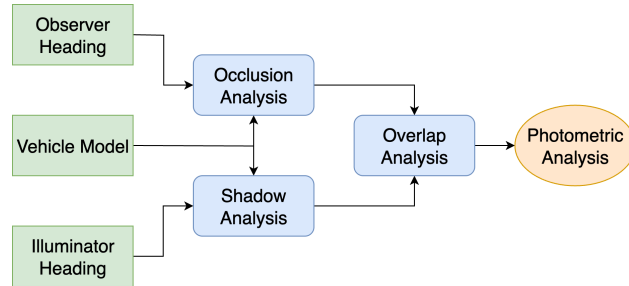 Observer
Heading
Occlusion
Analysis
Vehicle Model
Overlap
Analysis
Photometric
Analysis
Shadow
Analysis
Illuminator
Heading